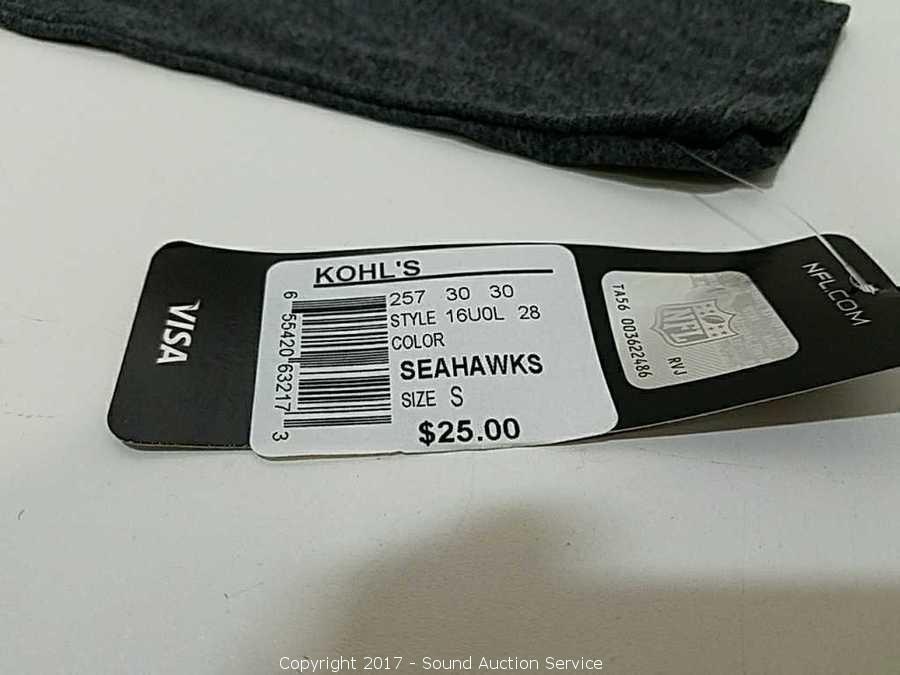 KOHL'S
257 30 30
STYLE 16U0L 28
COLOR
SEAHAWKS
SIZE S
$25.00
6 55420 63217 3
VISA
NFL
TA56 003622486
RVJ
NFL.COM
Copyright 2017 - Sound Auction Service